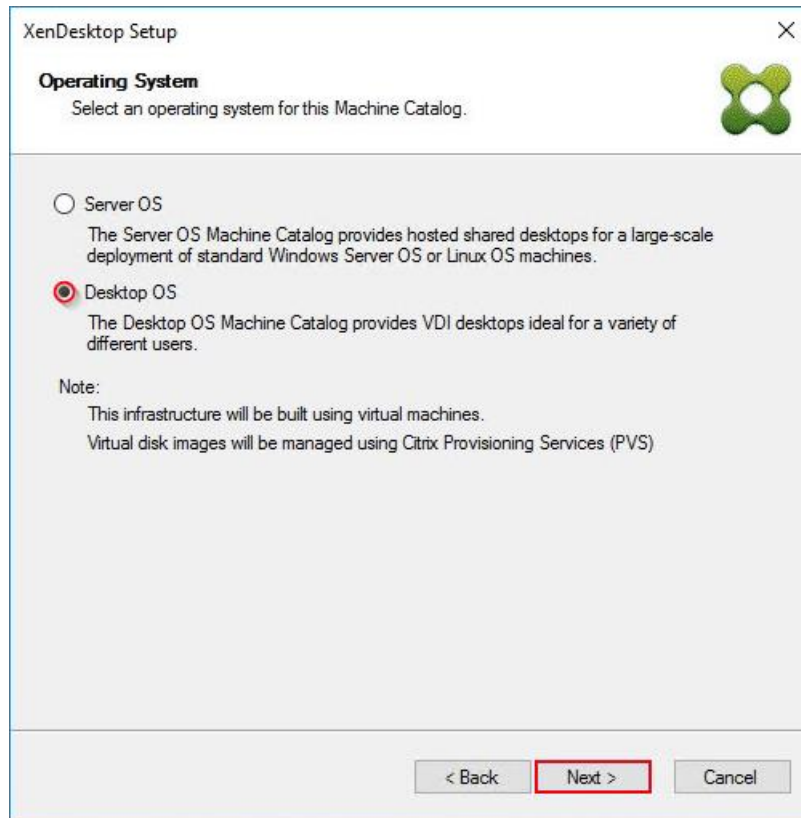 XenDesktop Setup
Operating System
Select an operating system for this Machine Catalog.
Server OS
The Server OS Machine Catalog provides hosted shared desktops for a large-scale
deployment of standard Windows Server OS or Linux OS machines.
Desktop OS
The Desktop OS Machine Catalog provides VDI desktops ideal for a variety of
different users.
Note:
This infrastructure will be built using virtual machines.
Virtual disk images will be managed using Citrix Provisioning Services (PVS)
< Back
Next >
Cancel